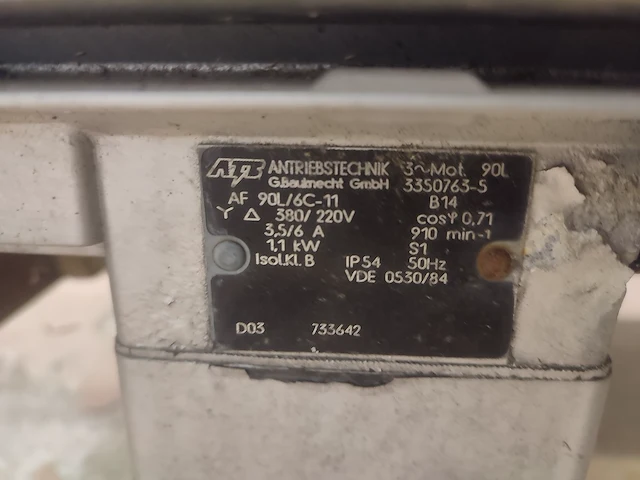 ATB ANTRIEBSTECHNIK 3~Mot. 90L
G.Bauknecht GmbH 3350763-5
AF 90L/6C-11 B14
Y Δ 380/220V cosφ 0,71
3,5/6 A 910 min-¹
1,1 kW S1
Isol.Kl. B IP54 50Hz
VDE 0530/84
D03 733642